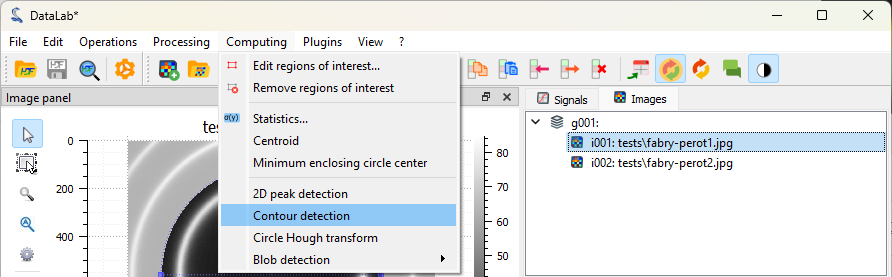 DataLab*
File Edit Operations Processing Computing Plugins View ?
Image panel
Edit regions of interest...
Remove regions of interest
σ(y) Statistics...
Centroid
Minimum enclosing circle center
2D peak detection
Contour detection
Circle Hough transform
Blob detection
Signals Images
g001:
i001: tests\fabry-perot1.jpg
i002: tests\fabry-perot2.jpg
tes
0
200
400
80
70
60
50